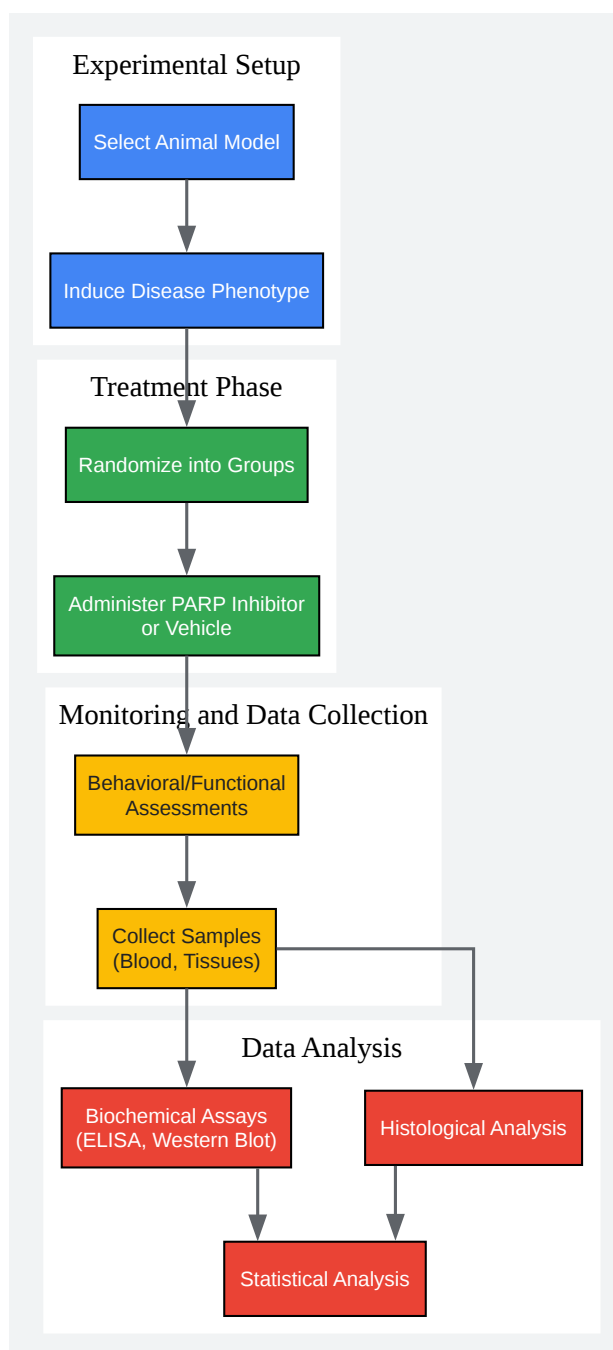 Experimental Setup
Select Animal Model
Induce Disease Phenotype
Treatment Phase
Randomize into Groups
Administer PARP Inhibitor
or Vehicle
Monitoring and Data Collection
Behavioral/Functional
Assessments
Collect Samples
(Blood, Tissues)
Data Analysis
Biochemical Assays
(ELISA, Western Blot)
Histological Analysis
Statistical Analysis